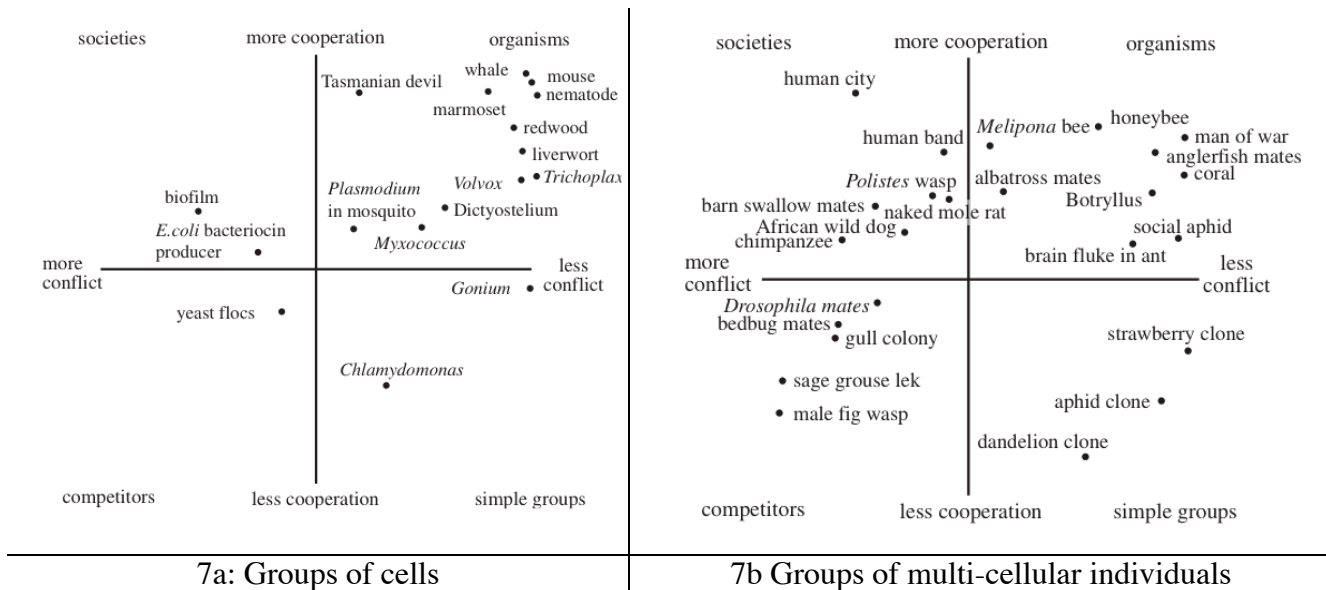 societies
more cooperation
organisms
Tasmanian devil
whale
mouse
nematode
marmoset
redwood
liverwort
Volvox
Trichoplax
Plasmodium
in mosquito
Dictyostelium
Myxococcus
biofilm
E.coli bacteriocin
producer
more
conflict
less
conflict
Gonium
yeast flocs
Chlamydomonas
competitors
less cooperation
simple groups
7a: Groups of cells
societies
more cooperation
organisms
human city
human band
Melipona bee
honeybee
man of war
anglerfish mates
coral
Polistes wasp
albatross mates
Botryllus
barn swallow mates
naked mole rat
African wild dog
chimpanzee
social aphid
brain fluke in ant
more
conflict
less
conflict
Drosophila mates
bedbug mates
gull colony
strawberry clone
sage grouse lek
aphid clone
male fig wasp
dandelion clone
competitors
less cooperation
simple groups
7b Groups of multi-cellular individuals